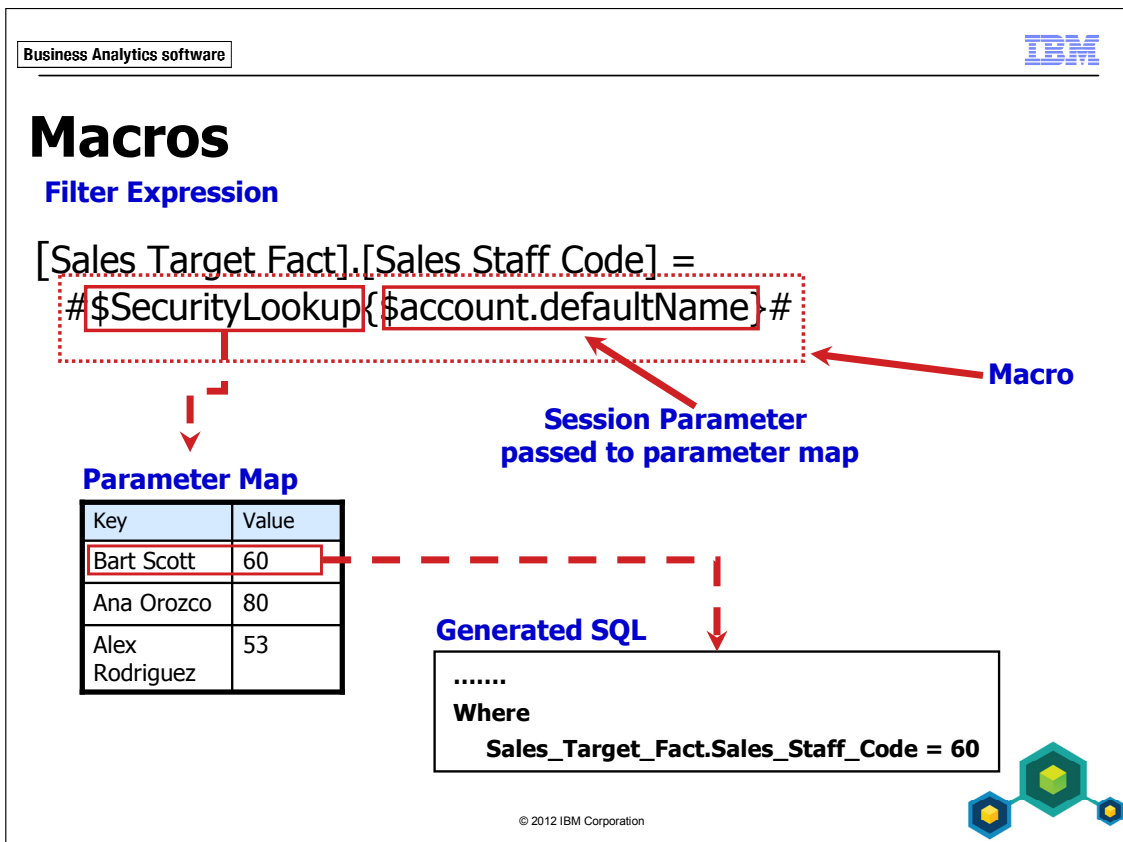 Business Analytics software
IBM
Macros
Filter Expression
[Sales Target Fact].[Sales Staff Code] =
#$SecurityLookup{$account.defaultName}#
Macro
Session Parameter
passed to parameter map
Parameter Map
Key Value
Bart Scott 60
Ana Orozco 80
Alex 53
Rodriguez
Generated SQL
…….
Where
Sales_Target_Fact.Sales_Staff_Code = 60
© 2012 IBM Corporation